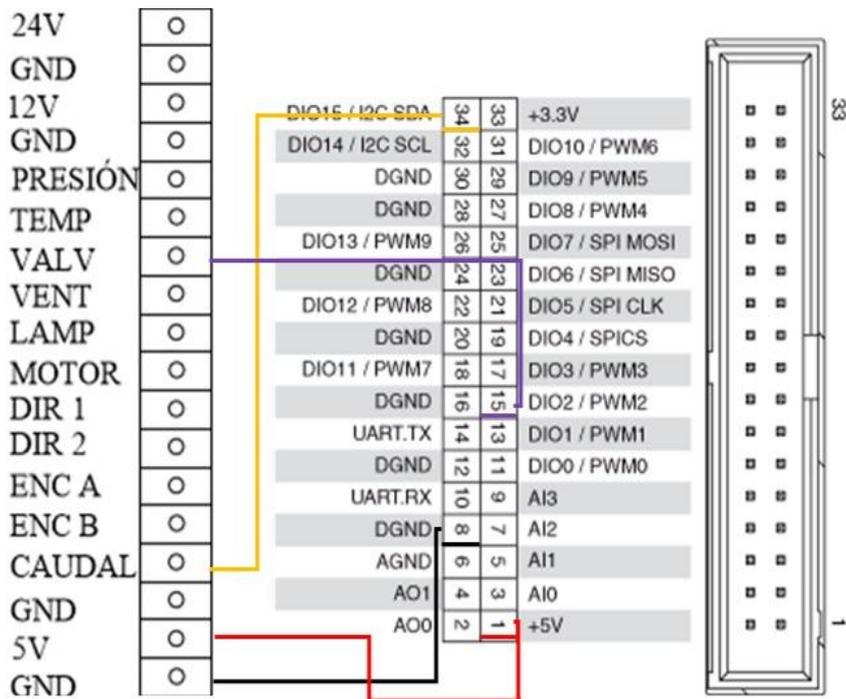 24V
GND
12V
GND
PRESIÓN
TEMP
VALV
VENT
LAMP
MOTOR
DIR 1
DIR 2
ENC A
ENC B
CAUDAL
GND
5V
GND
DIO15 / I2C SDA 34 33 +3.3V
DIO14 / I2C SCL 32 31 DIO10 / PWM6
DGND 30 29 DIO9 / PWM5
DGND 28 27 DIO8 / PWM4
DIO13 / PWM9 26 25 DIO7 / SPI MOSI
DGND 24 23 DIO6 / SPI MISO
DIO12 / PWM8 22 21 DIO5 / SPI CLK
DGND 20 19 DIO4 / SPICS
DIO11 / PWM7 18 17 DIO3 / PWM3
DGND 16 15 DIO2 / PWM2
UART.TX 14 13 DIO1 / PWM1
DGND 12 11 DIO0 / PWM0
UART.RX 10 9 AI3
DGND 8 7 AI2
AGND 6 5 AI1
AO1 4 3 AI0
AO0 2 1 +5V
33
1